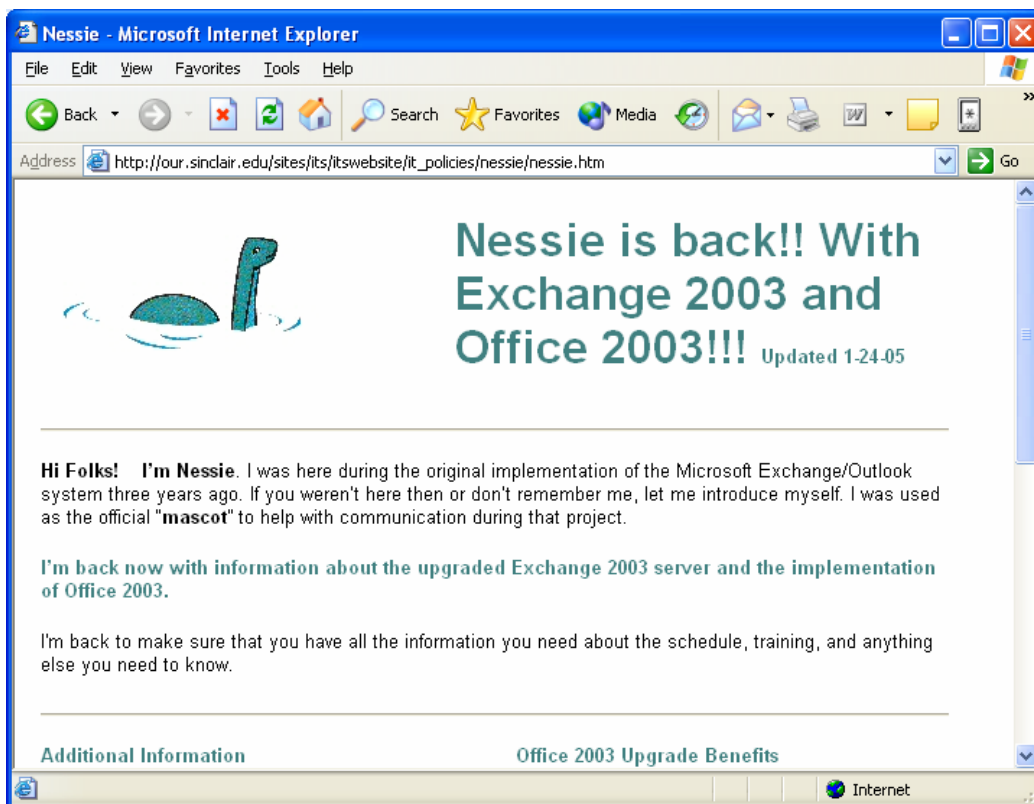 Nessie - Microsoft Internet Explorer
File Edit View Favorites Tools Help
Back Search Favorites Media
Address http://our.sinclair.edu/sites/its/itswebsite/it_policies/nessie/nessie.htm Go
Nessie is back!! With
Exchange 2003 and
Office 2003!!! Updated 1-24-05
Hi Folks! I'm Nessie. I was here during the original implementation of the Microsoft Exchange/Outlook
system three years ago. If you weren't here then or don't remember me, let me introduce myself. I was used
as the official "mascot" to help with communication during that project.
I'm back now with information about the upgraded Exchange 2003 server and the implementation
of Office 2003.
I'm back to make sure that you have all the information you need about the schedule, training, and anything
else you need to know.
Additional Information Office 2003 Upgrade Benefits
Internet